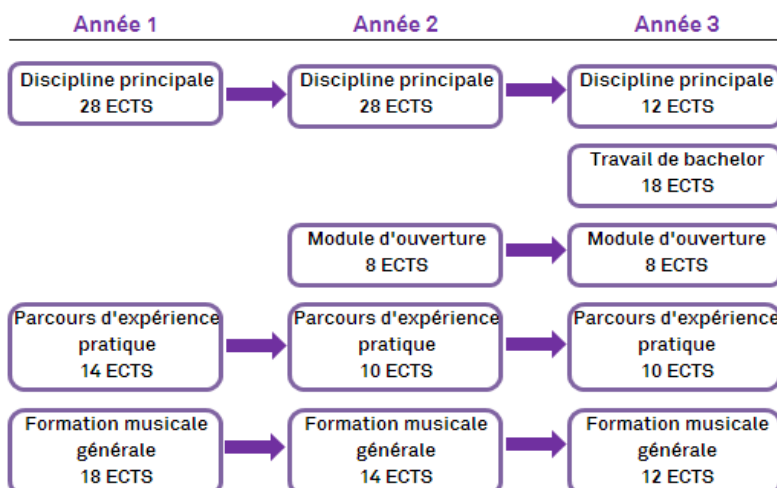 Année 1
Année 2
Année 3
Discipline principale
28 ECTS
Discipline principale
28 ECTS
Discipline principale
12 ECTS
Travail de bachelor
18 ECTS
Module d'ouverture
8 ECTS
Module d'ouverture
8 ECTS
Parcours d'expérience
pratique
14 ECTS
Parcours d'expérience
pratique
10 ECTS
Parcours d'expérience
pratique
10 ECTS
Formation musicale
générale
18 ECTS
Formation musicale
générale
14 ECTS
Formation musicale
générale
12 ECTS